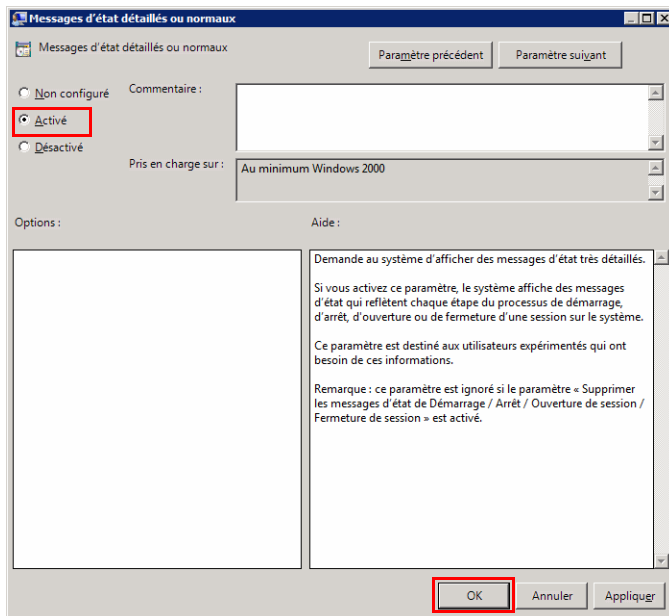 Messages d'état détaillés ou normaux
Messages d'état détaillés ou normaux
Paramètre précédent
Paramètre suivant
Non configuré
Commentaire :
Activé
Désactivé
Pris en charge sur :
Au minimum Windows 2000
Options :
Aide :
Demande au système d'afficher des messages d'état très détaillés.
Si vous activez ce paramètre, le système affiche des messages
d'état qui reflètent chaque étape du processus de démarrage,
d'arrêt, d'ouverture ou de fermeture d'une session sur le système.
Ce paramètre est destiné aux utilisateurs expérimentés qui ont
besoin de ces informations.
Remarque : ce paramètre est ignoré si le paramètre « Supprimer
les messages d'état de Démarrage / Arrêt / Ouverture de session /
Fermeture de session » est activé.
OK
Annuler
Appliquer